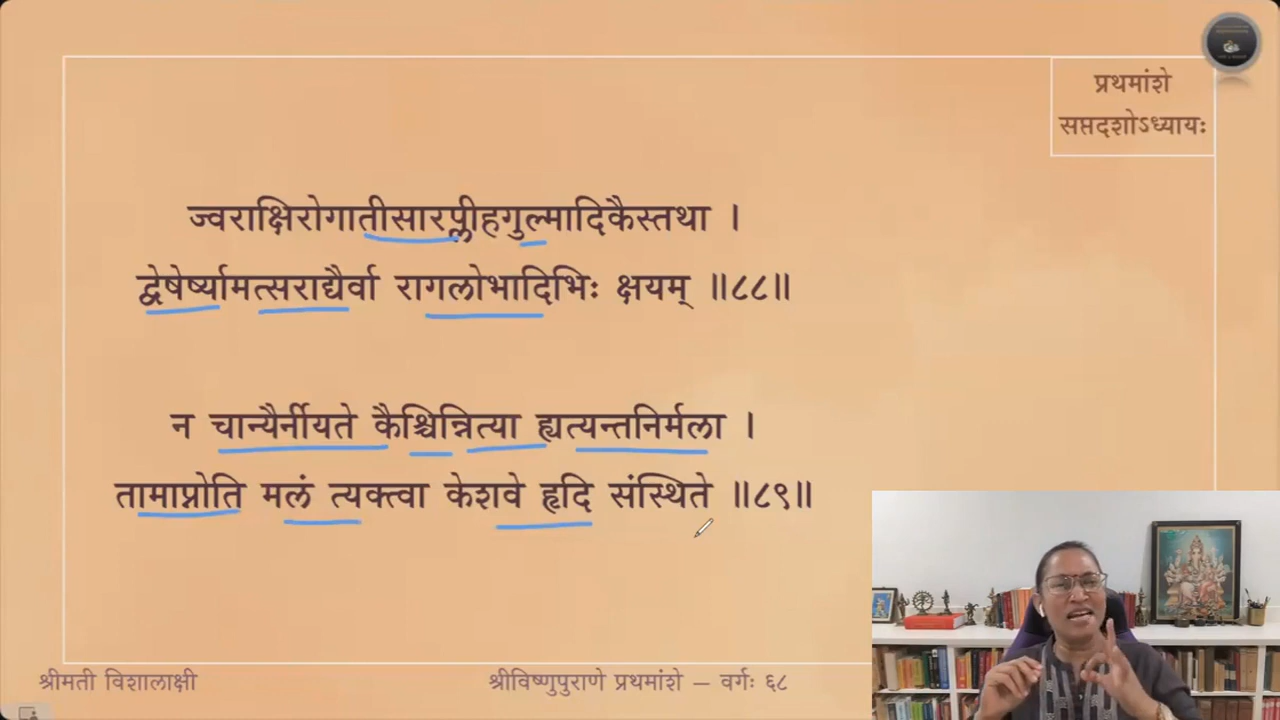 प्रथमांशे
सप्तदशोऽध्यायः
ज्वराक्षिरोगातीसारप्लीहगुल्मादिकैस्तथा ।
द्वेषेर्ष्यामत्सराद्यैर्वा रागलोभादिभिः क्षयम् ॥८८॥
न चान्यैर्नीयते कैश्चिन्नित्या ह्यत्यन्तनिर्मला ।
तामाप्नोति मलं त्यक्त्वा केशवे हृदि संस्थिते ॥८९॥
श्रीमती विशालाक्षी
श्रीविष्णुपुराणे प्रथमांशे – वर्गः ६८